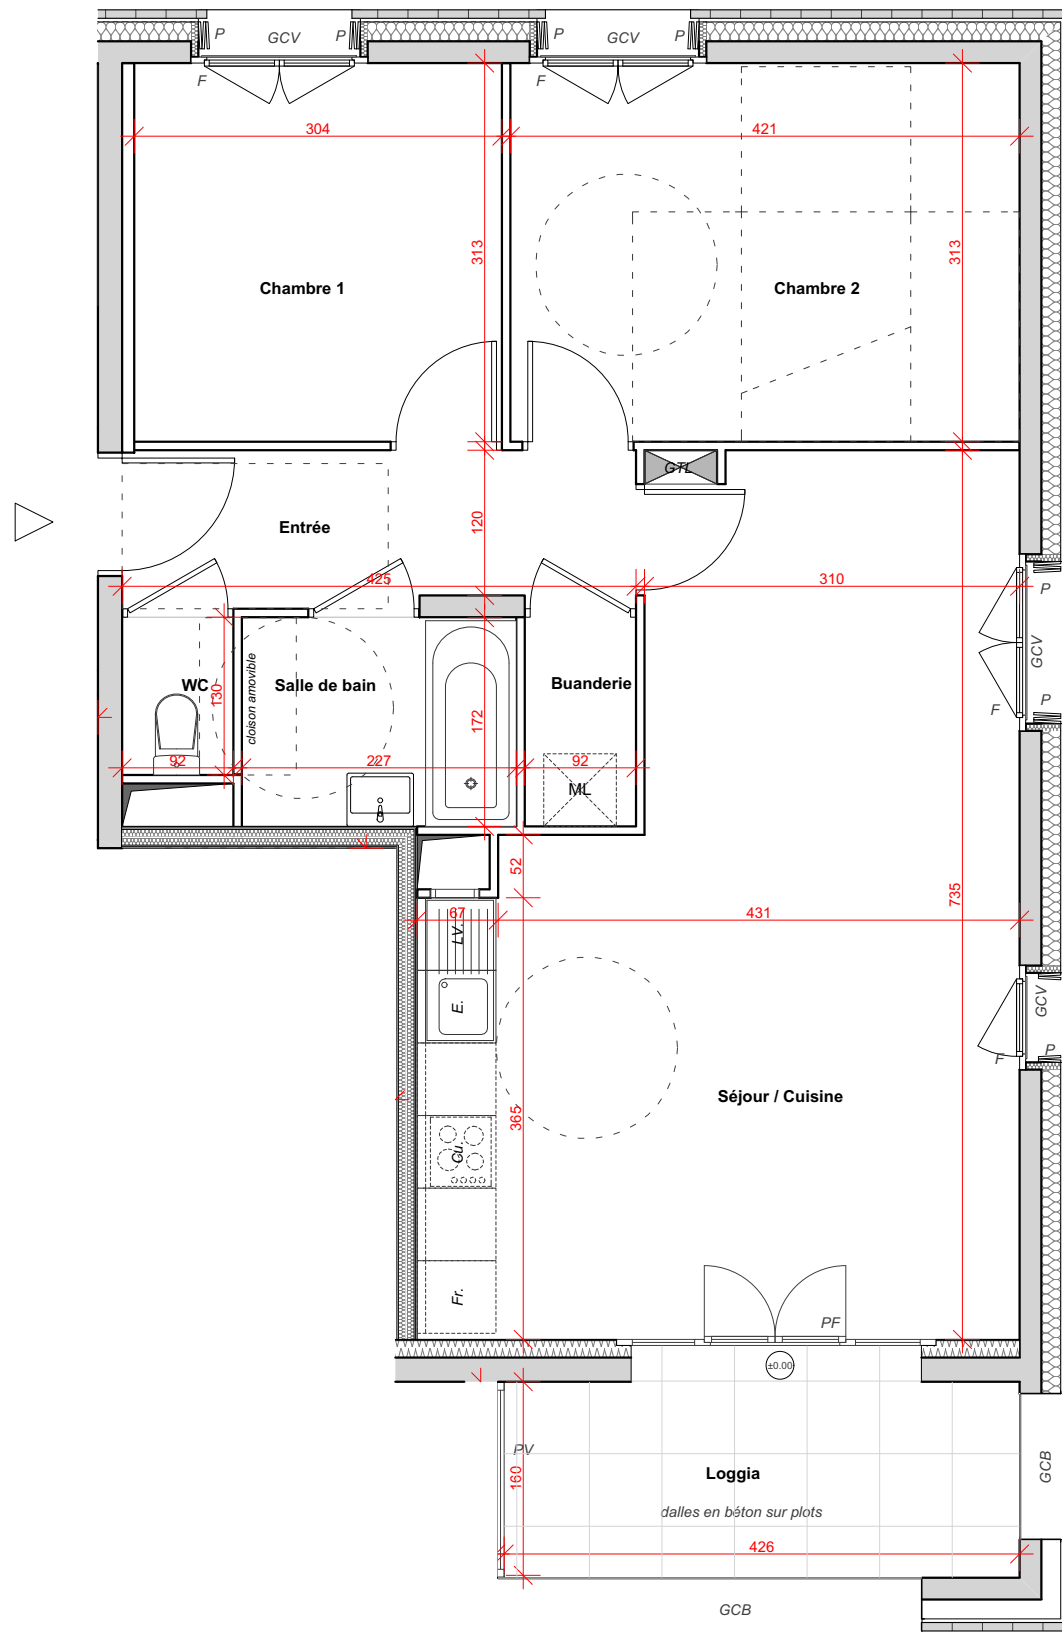 P GCV P P GCV P
F F
304 421
313 313
Chambre 1 Chambre 2
GTL
Entrée 120
425 310
P
GCV
WC 130 cloison amovible Salle de bain 172 Buanderie
F P
92 227 92
ML
52 735
67 431
LV.
E. GCV
F P
365 Séjour / Cuisine
Cu.
Fr.
PF
±0.00
PV
160 Loggia GCB
dalles en béton sur plots
426
GCB